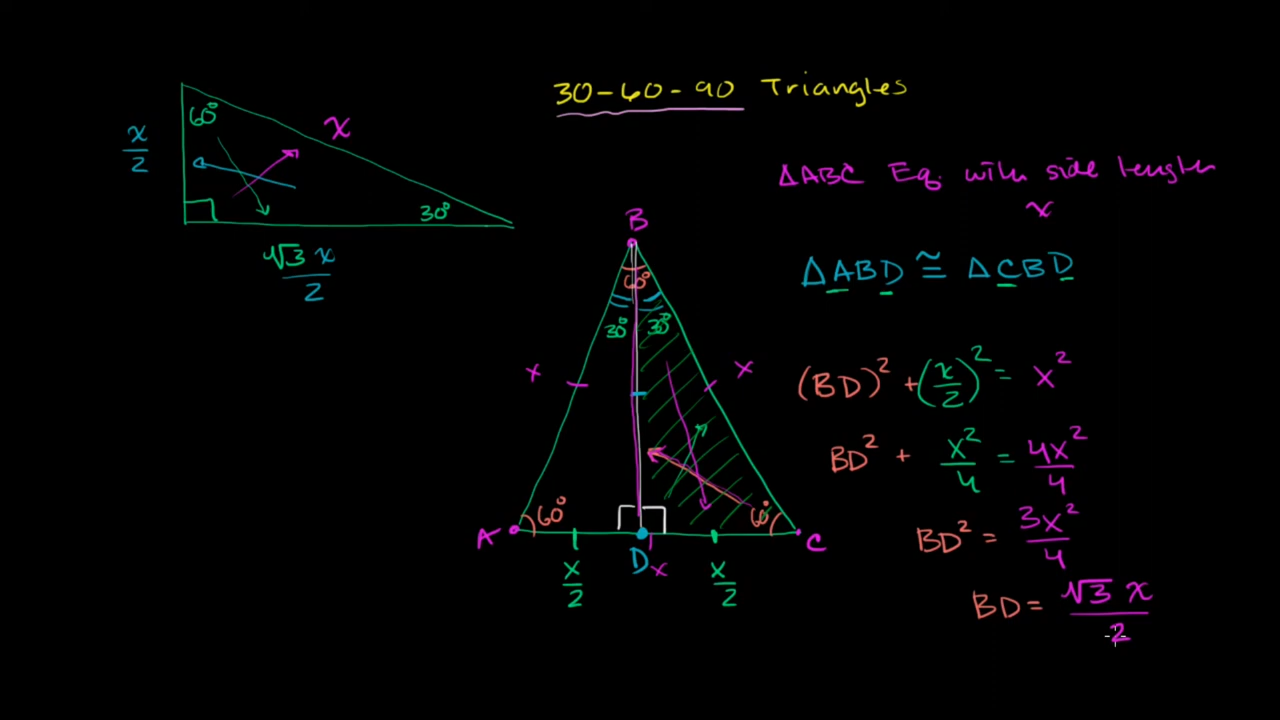 30-60-90 Triangles
60°
x
x/2
30°
√3 x/2
ΔABC Eq. with side length
x
B
60°
30° 30°
x x
60° 60°
A D C
x
x/2 x/2
ΔABD ≅ ΔCBD
(BD)² + (x/2)² = x²
BD² + x²/4 = 4x²/4
BD² = 3x²/4
BD = √3 x/2